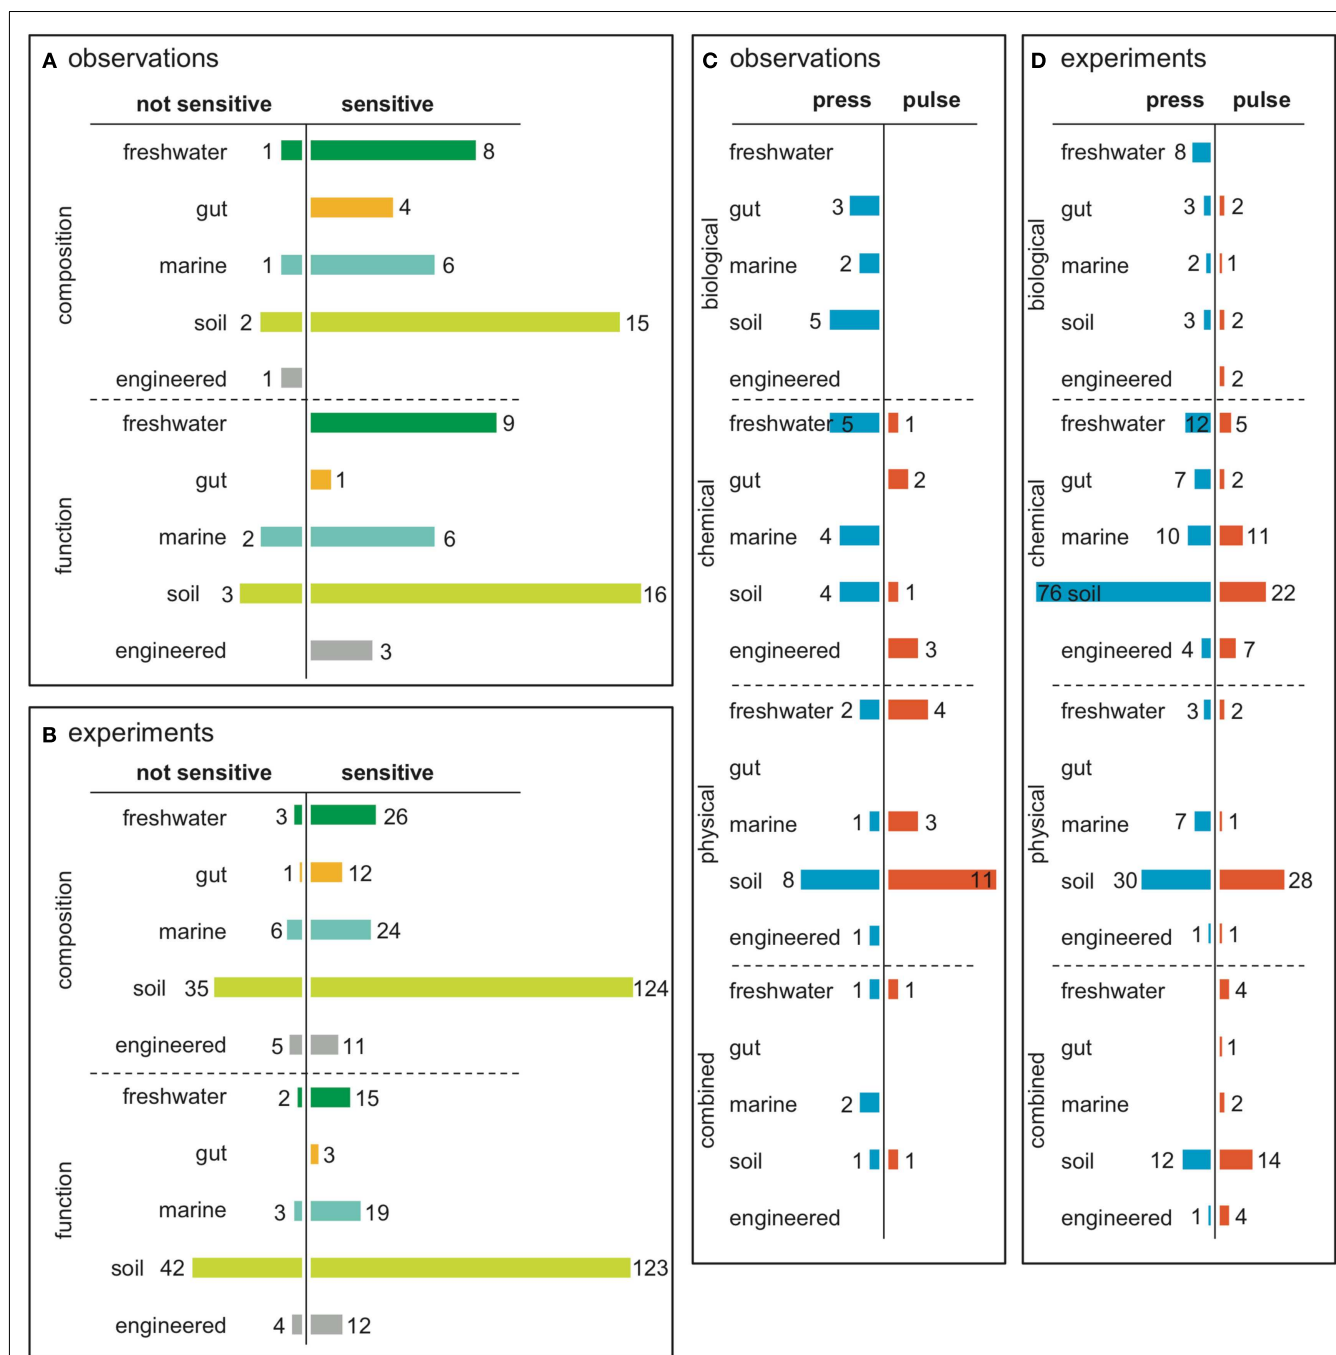 A observations
not sensitive sensitive
composition
freshwater 1 8
gut 4
marine 1 6
soil 2 15
engineered 1
function
freshwater 9
gut 1
marine 2 6
soil 3 16
engineered 3
B experiments
not sensitive sensitive
composition
freshwater 3 26
gut 1 12
marine 6 24
soil 35 124
engineered 5 11
function
freshwater 2 15
gut 3
marine 3 19
soil 42 123
engineered 4 12
C observations
press pulse
biological
freshwater
gut 3
marine 2
soil 5
engineered
chemical
freshwater 5 1
gut 2
marine 4
soil 4 1
engineered 3
physical
freshwater 2 4
gut
marine 1 3
soil 8 11
engineered 1
combined
freshwater 1 1
gut
marine 2
soil 1 1
engineered
D experiments
press pulse
biological
freshwater 8
gut 3 2
marine 2 1
soil 3 2
engineered 2
chemical
freshwater 12 5
gut 7 2
marine 10 11
76 soil 22
engineered 4 7
physical
freshwater 3 2
gut
marine 7 1
soil 30 28
engineered 1 1
combined
freshwater 4
gut 1
marine 2
soil 12 14
engineered 1 4